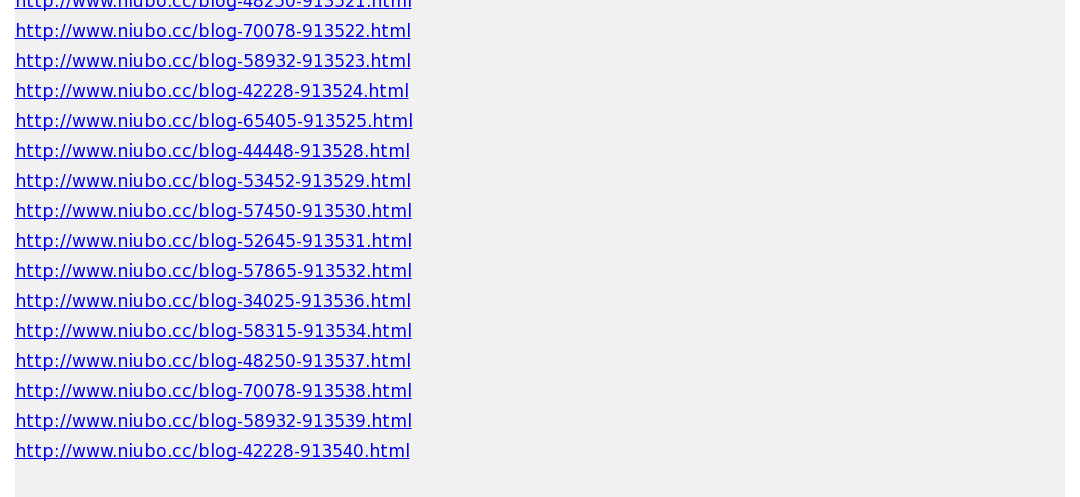 http://www.niubo.cc/blog-48250-913521.html
http://www.niubo.cc/blog-70078-913522.html
http://www.niubo.cc/blog-58932-913523.html
http://www.niubo.cc/blog-42228-913524.html
http://www.niubo.cc/blog-65405-913525.html
http://www.niubo.cc/blog-44448-913528.html
http://www.niubo.cc/blog-53452-913529.html
http://www.niubo.cc/blog-57450-913530.html
http://www.niubo.cc/blog-52645-913531.html
http://www.niubo.cc/blog-57865-913532.html
http://www.niubo.cc/blog-34025-913536.html
http://www.niubo.cc/blog-58315-913534.html
http://www.niubo.cc/blog-48250-913537.html
http://www.niubo.cc/blog-70078-913538.html
http://www.niubo.cc/blog-58932-913539.html
http://www.niubo.cc/blog-42228-913540.html